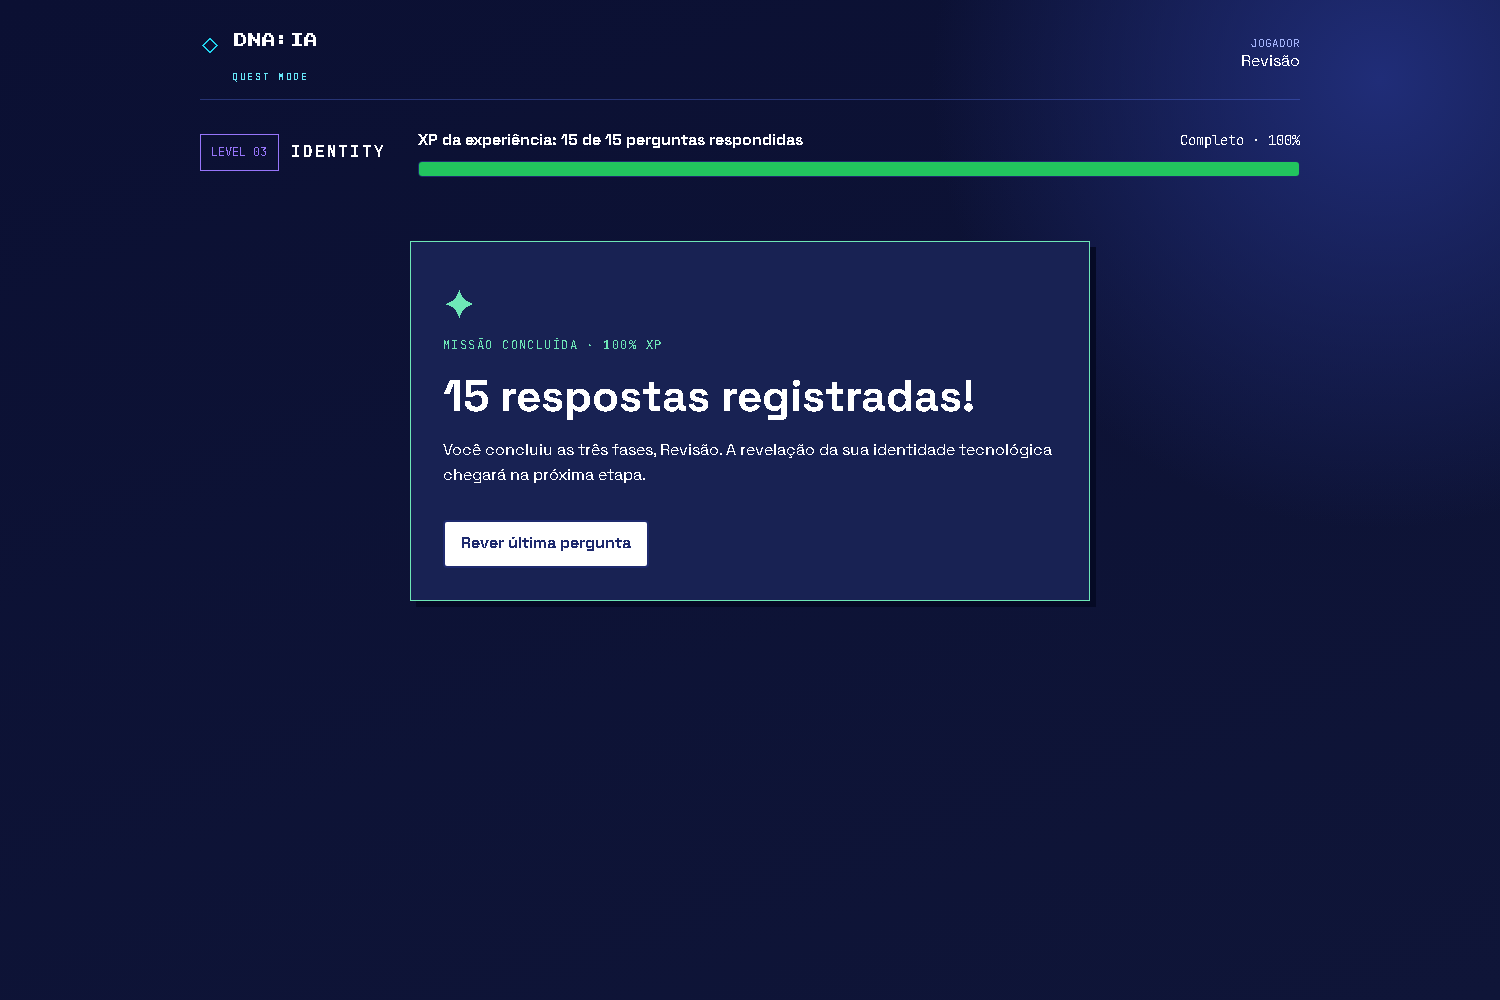 DNA:IA
QUEST MODE
JOGADOR
Revisão
LEVEL 03
IDENTITY
XP da experiência: 15 de 15 perguntas respondidas
Completo · 100%
MISSÃO CONCLUÍDA · 100% XP
15 respostas registradas!
Você concluiu as três fases, Revisão. A revelação da sua identidade tecnológica
chegará na próxima etapa.
Rever última pergunta